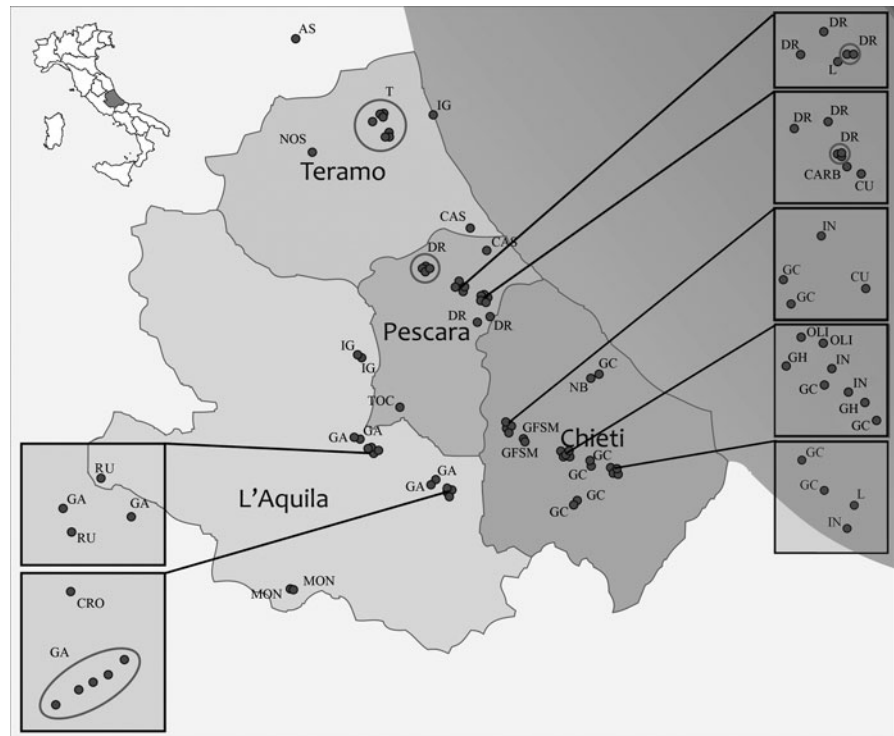 AS
T
IG
NOS
Teramo
CAS
CAS
DR
DR
DR
Pescara
IG
IG
TOC
GC
NB
GA
GA
GFSM
GFSM
Chieti
GC
GC
GA
GA
L'Aquila
GC
GC
MON
MON
DR
DR
DR
L
DR
DR
DR
CARB
CU
IN
GC
CU
GC
OLI
OLI
GH
IN
GC
IN
GH
GC
GC
GC
L
IN
RU
GA
GA
RU
CRO
GA